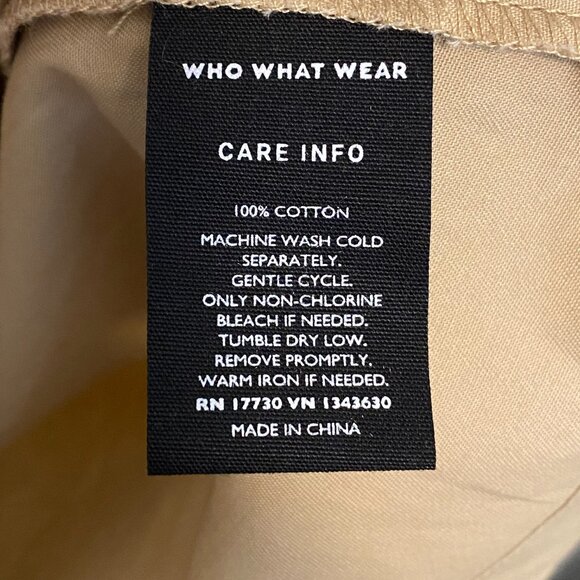 WHO WHAT WEAR
CARE INFO
100% COTTON
MACHINE WASH COLD
SEPARATELY.
GENTLE CYCLE.
ONLY NON-CHLORINE
BLEACH IF NEEDED.
TUMBLE DRY LOW.
REMOVE PROMPTLY.
WARM IRON IF NEEDED.
RN 17730 VN 1343630
MADE IN CHINA